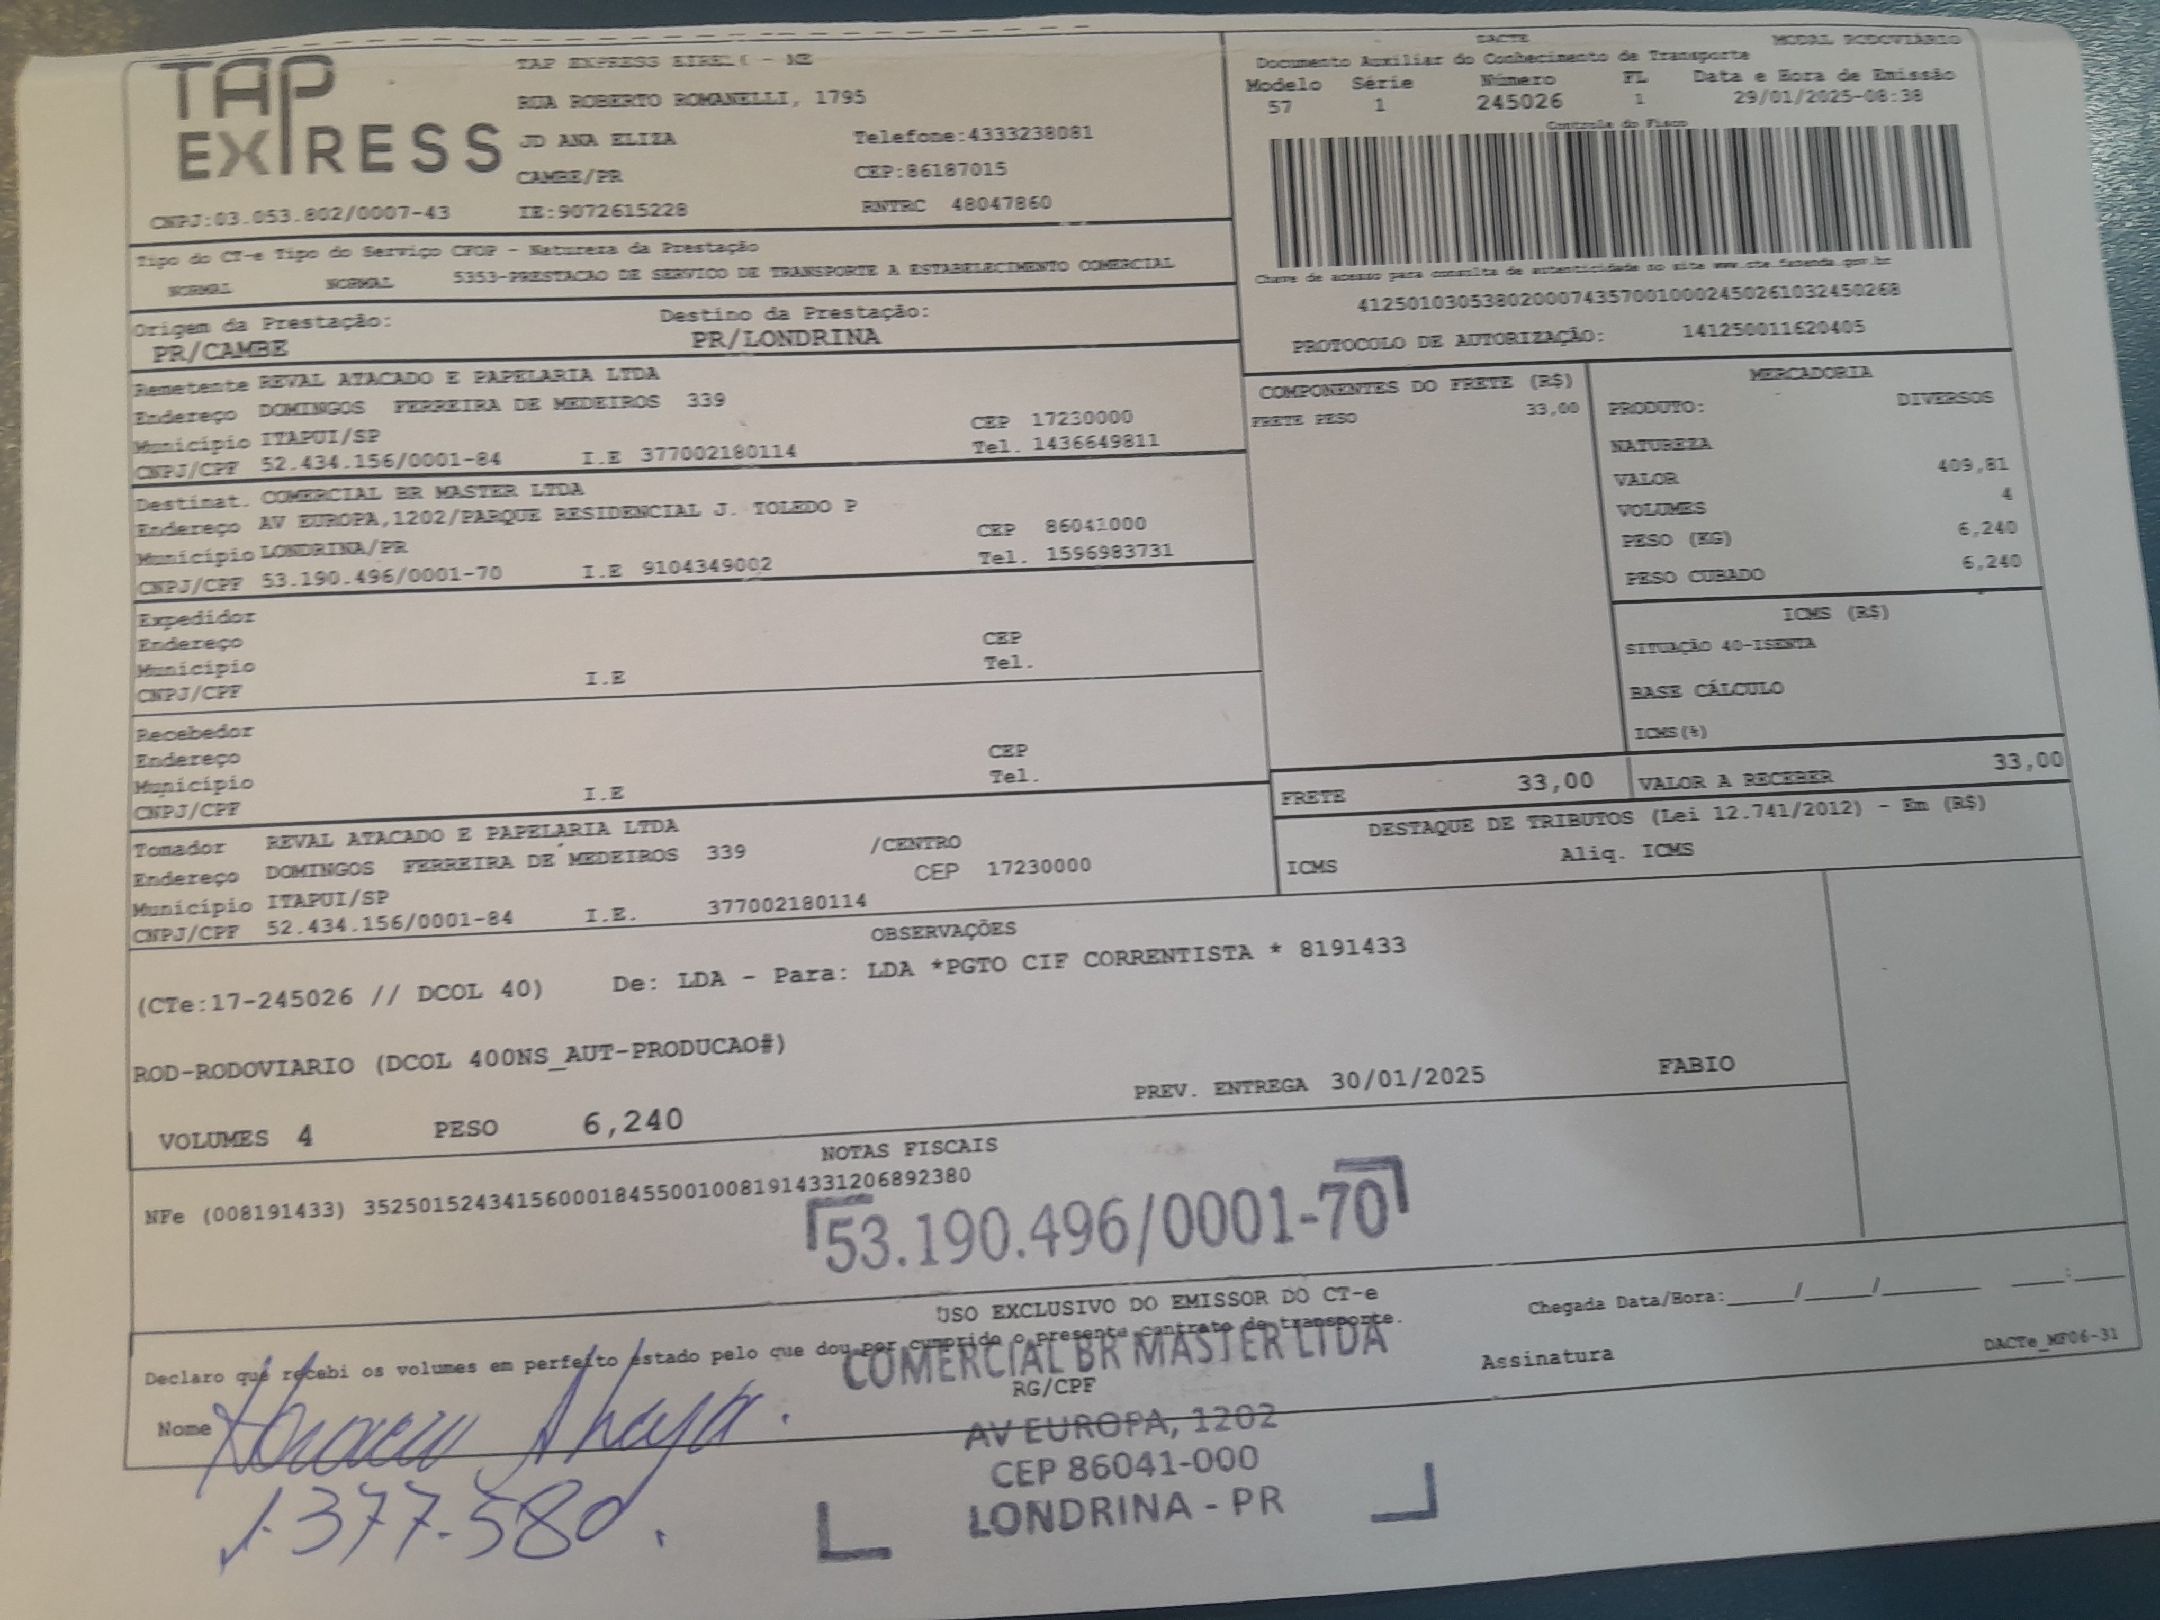 TAP EXPRESS
TAP EXPRESS EIRELI - ME
RUA ROBERTO ROMANELLI, 1795
JD ANA ELIZA Telefone:4333238081
CAMBE/PR CEP:86187015
CNPJ:03.053.802/0007-43 IE:9072615228 RNTRC 48047860
DACTE MODAL RODOVIÁRIO
Documento Auxiliar do Conhecimento de Transporte
Modelo Série Número FL Data e Hora de Emissão
57 1 245026 1 29/01/2025-08:38
Controle do Fisco
Chave de acesso para consulta de autenticidade no site www.cte.fazenda.gov.br
41250103053802000743570010002450261032450268
PROTOCOLO DE AUTORIZAÇÃO: 141250011620405
Tipo do CT-e Tipo do Serviço CFOP - Natureza da Prestação
NORMAL NORMAL 5353-PRESTACAO DE SERVICO DE TRANSPORTE A ESTABELECIMENTO COMERCIAL
Origem da Prestação: Destino da Prestação:
PR/CAMBE PR/LONDRINA
Remetente REVAL ATACADO E PAPELARIA LTDA
Endereço DOMINGOS FERREIRA DE MEDEIROS 339
Município ITAPUI/SP CEP 17230000
CNPJ/CPF 52.434.156/0001-84 I.E 377002180114 Tel. 1436649811
Destinat. COMERCIAL BR MASTER LTDA
Endereço AV EUROPA,1202/PARQUE RESIDENCIAL J. TOLEDO P
Município LONDRINA/PR CEP 86041000
CNPJ/CPF 53.190.496/0001-70 I.E 9104349002 Tel. 1596983731
Expedidor
Endereço CEP
Município Tel.
CNPJ/CPF I.E
Recebedor
Endereço CEP
Município Tel.
CNPJ/CPF I.E
Tomador REVAL ATACADO E PAPELARIA LTDA
Endereço DOMINGOS FERREIRA DE MEDEIROS 339 /CENTRO
Município ITAPUI/SP CEP 17230000
CNPJ/CPF 52.434.156/0001-84 I.E. 377002180114
COMPONENTES DO FRETE (R$)
FRETE PESO 33,00
MERCADORIA
PRODUTO: DIVERSOS
NATUREZA
VALOR 409,81
VOLUMES 4
PESO (KG) 6,240
PESO CUBADO 6,240
ICMS (R$)
SITUAÇÃO 40-ISENTA
BASE CÁLCULO
ICMS(%)
FRETE 33,00 VALOR A RECEBER 33,00
DESTAQUE DE TRIBUTOS (Lei 12.741/2012) - Em (R$)
ICMS Aliq. ICMS
OBSERVAÇÕES
(CTe:17-245026 // DCOL 40) De: LDA - Para: LDA *PGTO CIF CORRENTISTA * 8191433
ROD-RODOVIARIO (DCOL 400NS_AUT-PRODUCAO#)
PREV. ENTREGA 30/01/2025 FABIO
VOLUMES 4 PESO 6,240
NOTAS FISCAIS
NFe (008191433) 35250152434156000184550010081914331206892380
53.190.496/0001-70
USO EXCLUSIVO DO EMISSOR DO CT-e
Declaro que recebi os volumes em perfeito estado pelo que dou por cumprido o presente contrato de transporte.
Chegada Data/Hora:_____/_____/_______ ____:____
COMERCIAL BR MASTER LTDA
Nome RG/CPF Assinatura DACTe_MF06-31
AV EUROPA, 1202
CEP 86041-000
LONDRINA - PR
1.377.580.